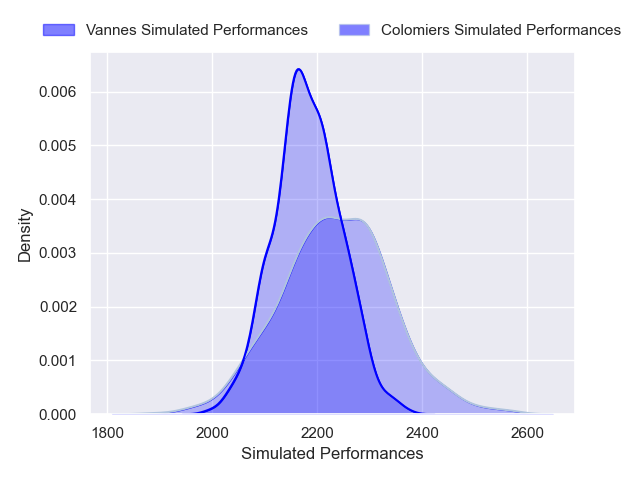 Vannes Simulated Performances Colomiers Simulated Performances
0.006
0.005
0.004
0.003
0.002
0.001
0.000
Density
1800 2000 2200 2400 2600
Simulated Performances